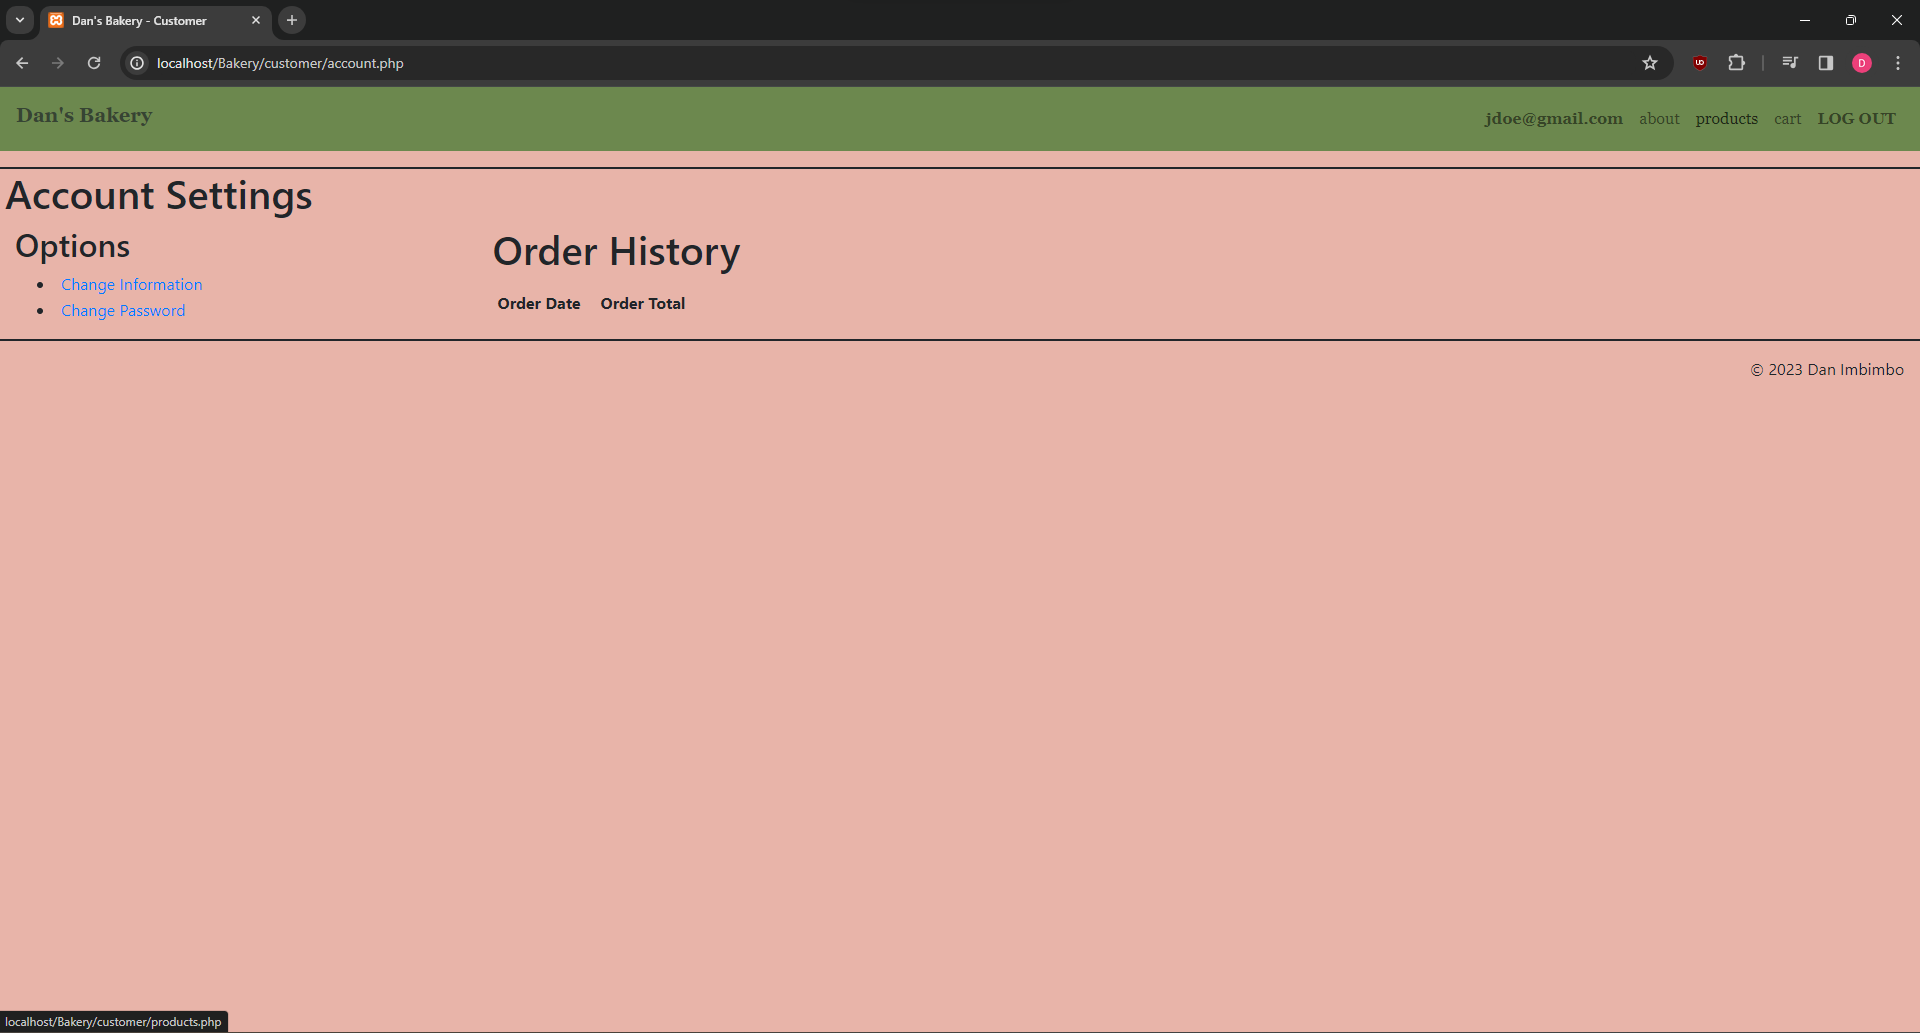 Dan's Bakery - Customer
localhost/Bakery/customer/account.php
D
Dan's Bakery
jdoe@gmail.com about products cart LOG OUT
Account Settings
Options
Change Information
Change Password
Order History
Order Date Order Total
© 2023 Dan Imbimbo
localhost/Bakery/customer/products.php